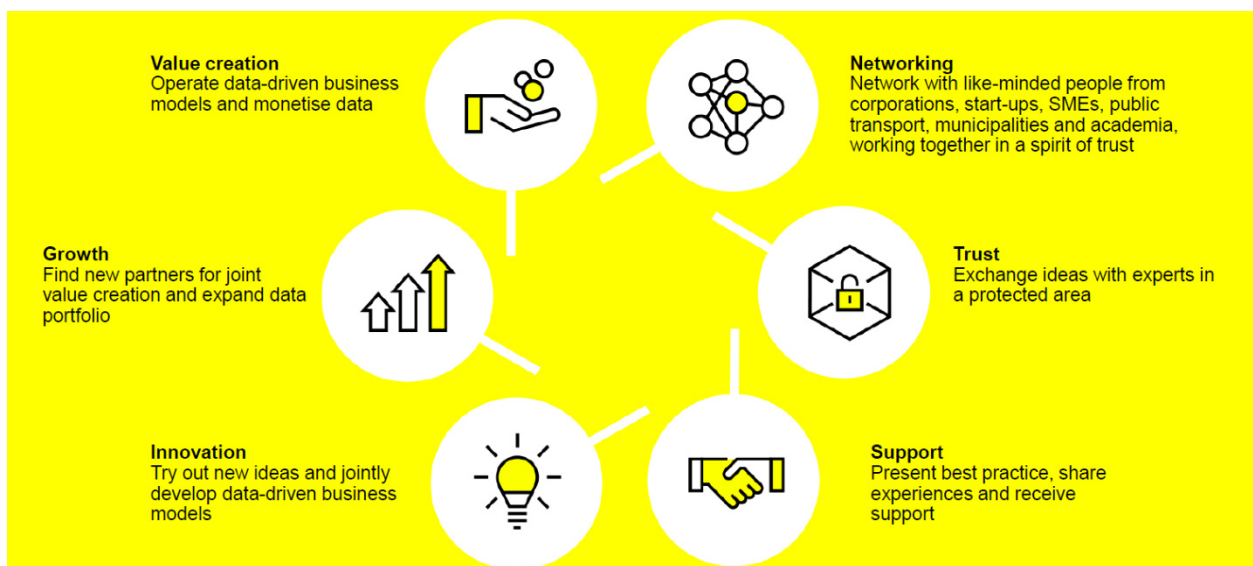 Value creation
Operate data-driven business
models and monetise data
Networking
Network with like-minded people from
corporations, start-ups, SMEs, public
transport, municipalities and academia,
working together in a spirit of trust
Growth
Find new partners for joint
value creation and expand data
portfolio
Trust
Exchange ideas with experts in
a protected area
Innovation
Try out new ideas and jointly
develop data-driven business
models
Support
Present best practice, share
experiences and receive
support